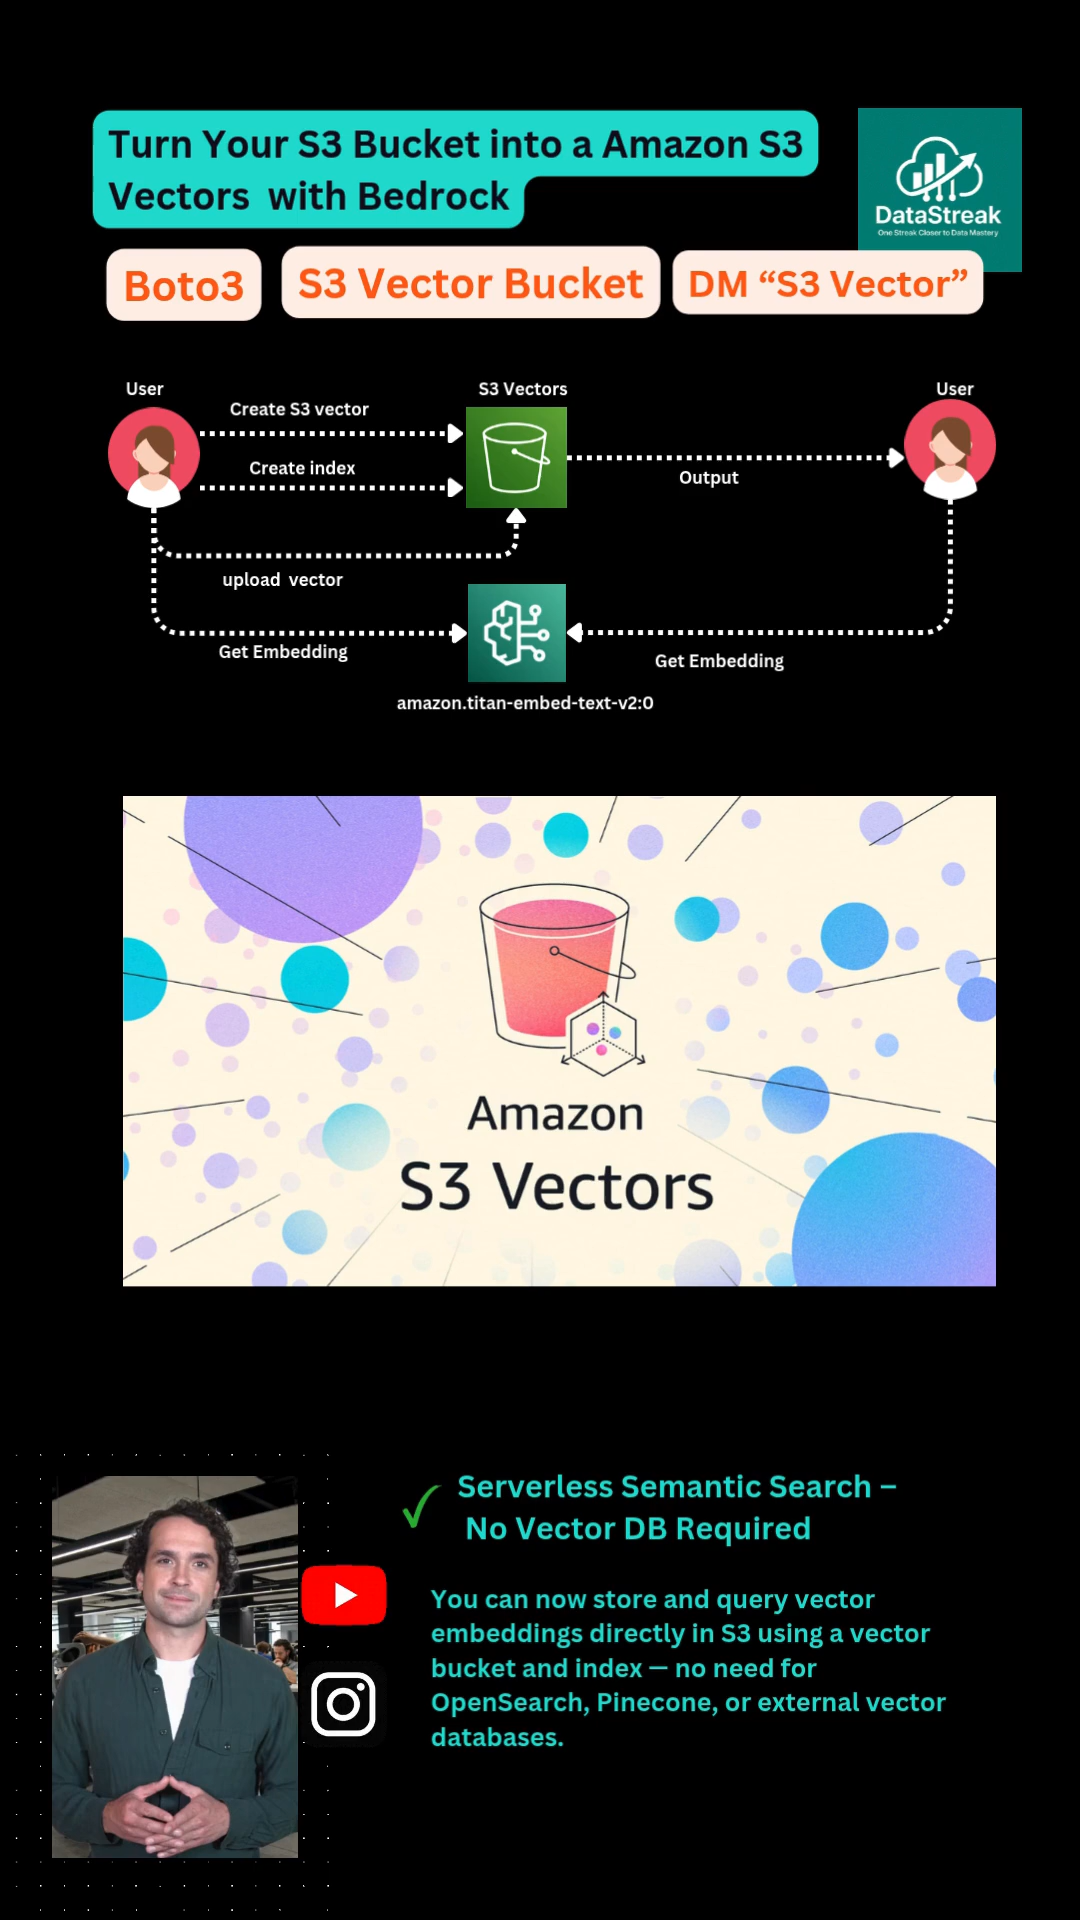 Turn Your S3 Bucket into a Amazon S3
Vectors with Bedrock
DataStreak
One Streak Closer to Data Mastery
Boto3
S3 Vector Bucket
DM “S3 Vector”
User
S3 Vectors
User
Create S3 vector
Create index
Output
upload vector
Get Embedding
Get Embedding
amazon.titan-embed-text-v2:0
Amazon
S3 Vectors
Serverless Semantic Search –
No Vector DB Required
You can now store and query vector
embeddings directly in S3 using a vector
bucket and index — no need for
OpenSearch, Pinecone, or external vector
databases.